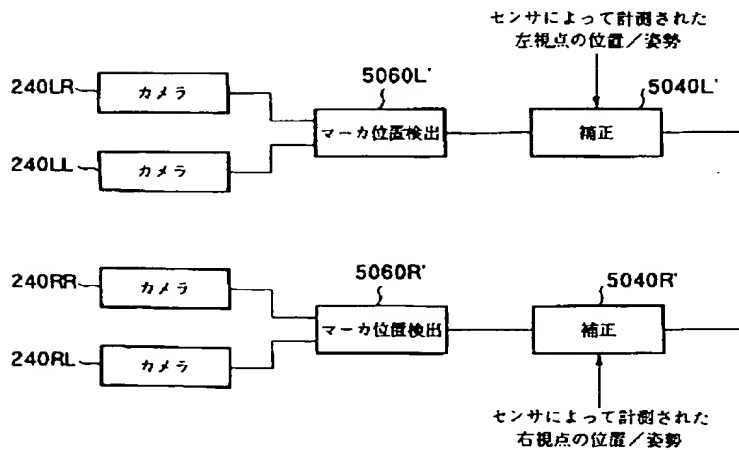 センサによって計測された
左視点の位置／姿勢
5060L'
5040L'
240LR
カメラ
マーカ位置検出
補正
240LL
カメラ
5060R'
5040R'
240RR
カメラ
マーカ位置検出
補正
240RL
カメラ
センサによって計測された
右視点の位置／姿勢